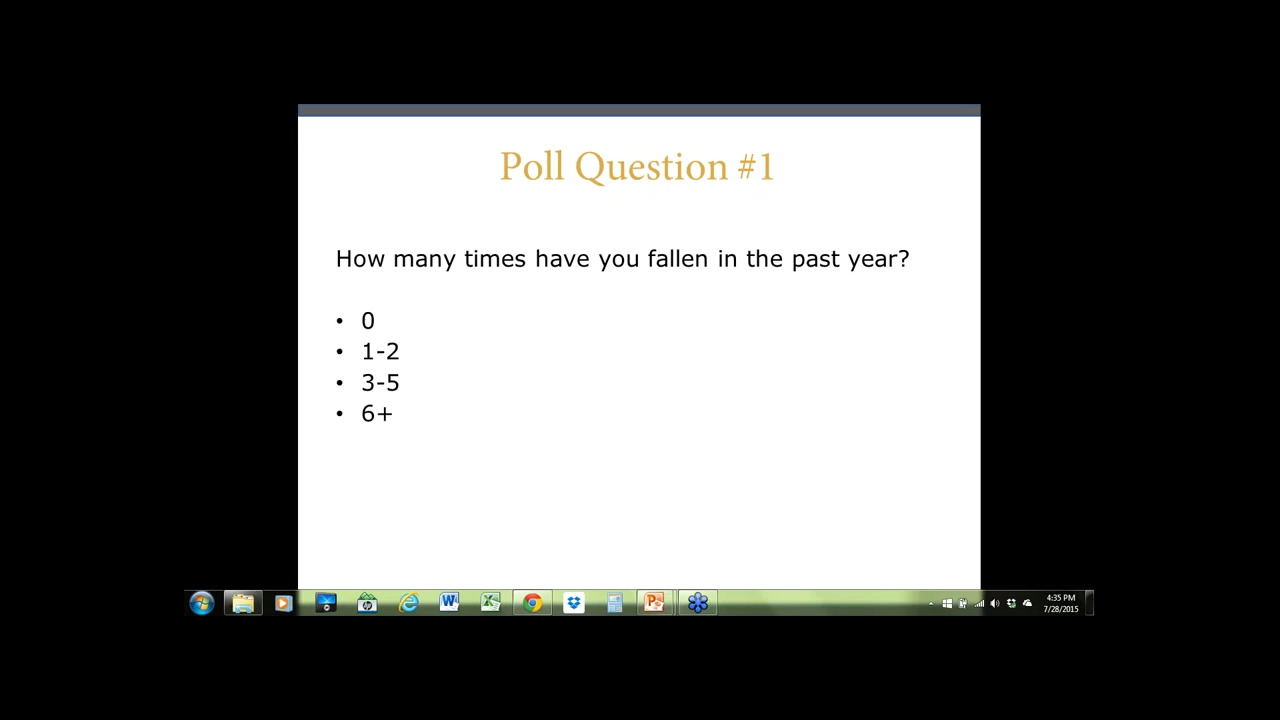 Poll Question #1
How many times have you fallen in the past year?
• 0
• 1-2
• 3-5
• 6+
4:35 PM
7/28/2015